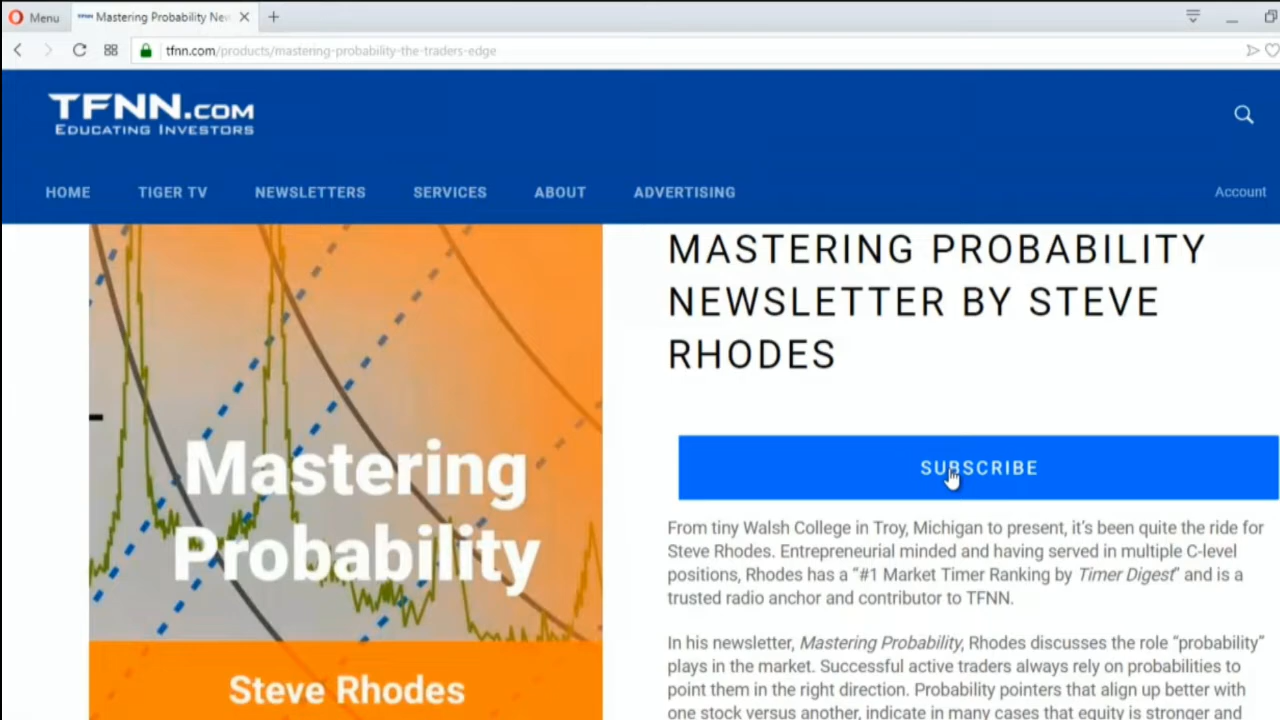 Menu
TFNN Mastering Probability New
tfnn.com/products/mastering-probability-the-traders-edge
TFNN.COM
EDUCATING INVESTORS
HOME TIGER TV NEWSLETTERS SERVICES ABOUT ADVERTISING Account
Mastering
Probability
Steve Rhodes
MASTERING PROBABILITY
NEWSLETTER BY STEVE
RHODES
SUBSCRIBE
From tiny Walsh College in Troy, Michigan to present, it's been quite the ride for
Steve Rhodes. Entrepreneurial minded and having served in multiple C-level
positions, Rhodes has a “#1 Market Timer Ranking by Timer Digest” and is a
trusted radio anchor and contributor to TFNN.
In his newsletter, Mastering Probability, Rhodes discusses the role “probability”
plays in the market. Successful active traders always rely on probabilities to
point them in the right direction. Probability pointers that align up better with
one stock versus another, indicate in many cases that equity is stronger and